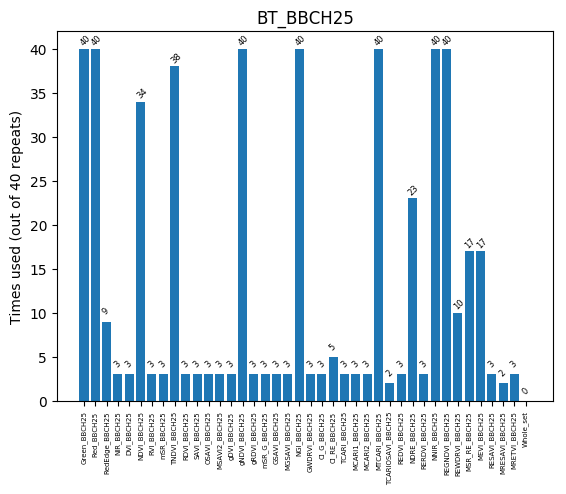 BT_BBCH25
Times used (out of 40 repeats)
40
35
30
25
20
15
10
5
0
40
40
9
3
3
34
3
3
38
3
3
3
3
3
40
3
3
3
3
40
3
3
5
3
3
3
40
2
3
23
3
40
40
10
17
17
3
2
3
0
Green_BBCH25
Red_BBCH25
RedEdge_BBCH25
NIR_BBCH25
DVI_BBCH25
NDVI_BBCH25
RVI_BBCH25
mSR_BBCH25
TNDVI_BBCH25
RDVI_BBCH25
SAVI_BBCH25
OSAVI_BBCH25
MSAVI2_BBCH25
gDVI_BBCH25
gNDVI_BBCH25
gRDVI_BBCH25
mSR_G_BBCH25
GSAVI_BBCH25
MGSAVI_BBCH25
NGI_BBCH25
GWDRVI_BBCH25
CI_G_BBCH25
CI_RE_BBCH25
TCARI_BBCH25
MCARI1_BBCH25
MCARI2_BBCH25
MTCARI_BBCH25
TCARIOSAVI_BBCH25
REDVI_BBCH25
NDRE_BBCH25
RERDVI_BBCH25
NNIR_BBCH25
REGNDVI_BBCH25
REWDRVI_BBCH25
MSR_RE_BBCH25
MEVI_BBCH25
RESAVI_BBCH25
MRESAVI_BBCH25
MRETVI_BBCH25
Whole_set